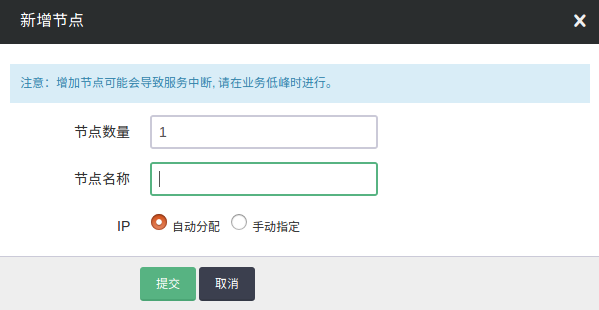 新增节点
注意：增加节点可能会导致服务中断, 请在业务低峰时进行。
节点数量 1
节点名称
IP 自动分配 手动指定
提交 取消